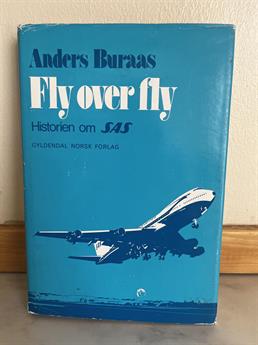 Anders Buraas
Fly over fly
Historien om SAS
GYLDENDAL NORSK FORLAG